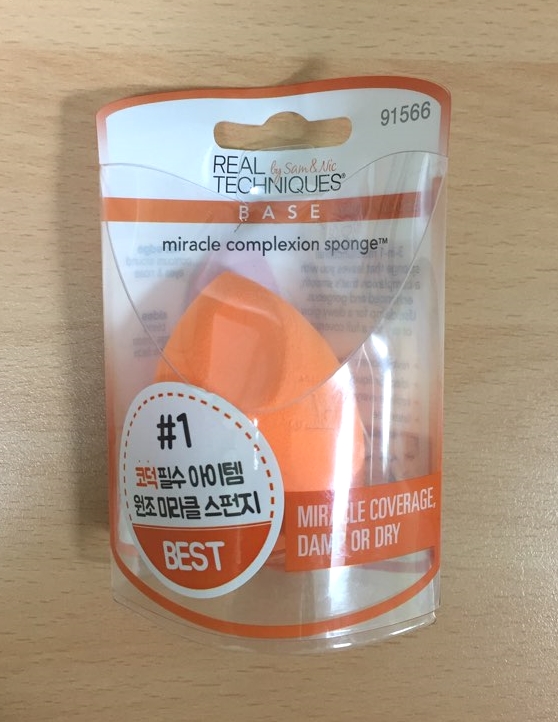 91566
REAL by Sam & Nic
TECHNIQUES®
BASE
miracle complexion sponge™
#1
코덕 필수 아이템
원조 미라클 스펀지
BEST
MIRACLE COVERAGE,
DAMP OR DRY